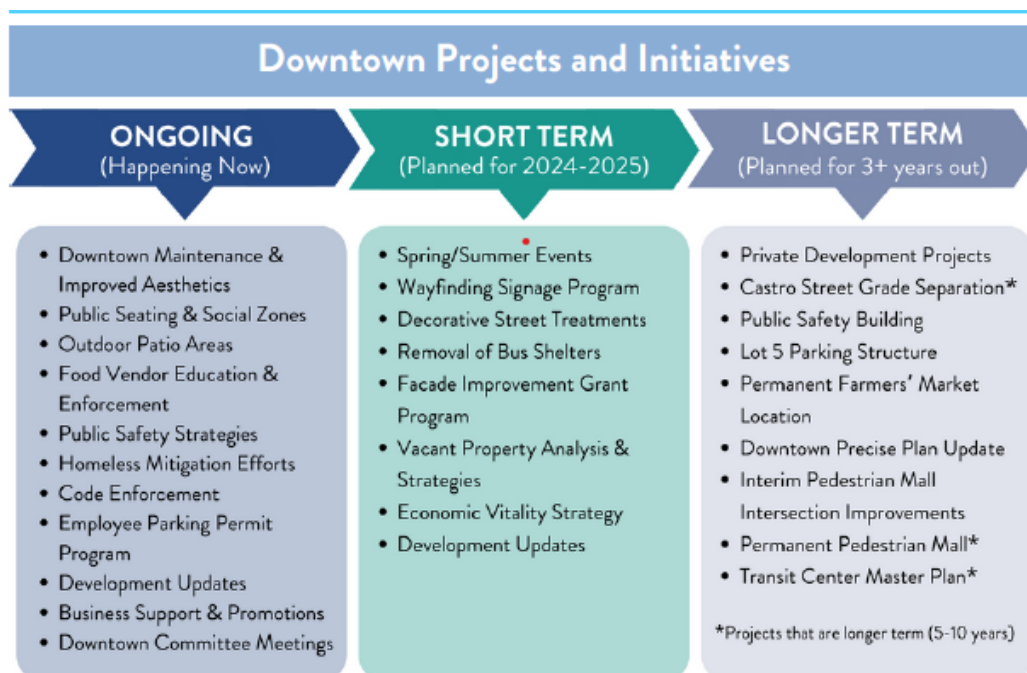 Downtown Projects and Initiatives
ONGOING
(Happening Now)
• Downtown Maintenance &
Improved Aesthetics
• Public Seating & Social Zones
• Outdoor Patio Areas
• Food Vendor Education &
Enforcement
• Public Safety Strategies
• Homeless Mitigation Efforts
• Code Enforcement
• Employee Parking Permit
Program
• Development Updates
• Business Support & Promotions
• Downtown Committee Meetings
SHORT TERM
(Planned for 2024-2025)
• Spring/Summer Events
• Wayfinding Signage Program
• Decorative Street Treatments
• Removal of Bus Shelters
• Facade Improvement Grant
Program
• Vacant Property Analysis &
Strategies
• Economic Vitality Strategy
• Development Updates
LONGER TERM
(Planned for 3+ years out)
• Private Development Projects
• Castro Street Grade Separation*
• Public Safety Building
• Lot 5 Parking Structure
• Permanent Farmers' Market
Location
• Downtown Precise Plan Update
• Interim Pedestrian Mall
Intersection Improvements
• Permanent Pedestrian Mall*
• Transit Center Master Plan*
*Projects that are longer term (5-10 years)